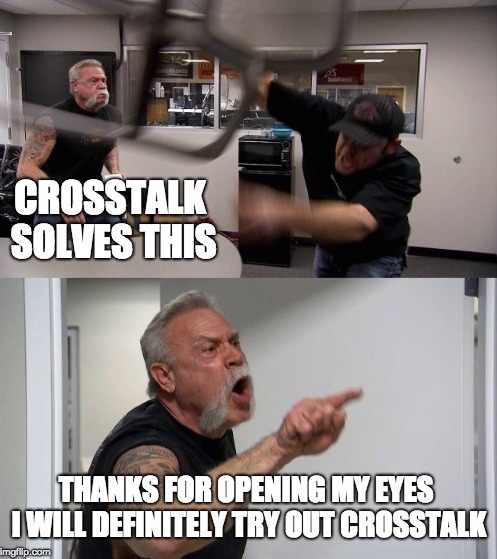 CROSSTALK
SOLVES THIS
THANKS FOR OPENING MY EYES
I WILL DEFINITELY TRY OUT CROSSTALK
imgflip.com